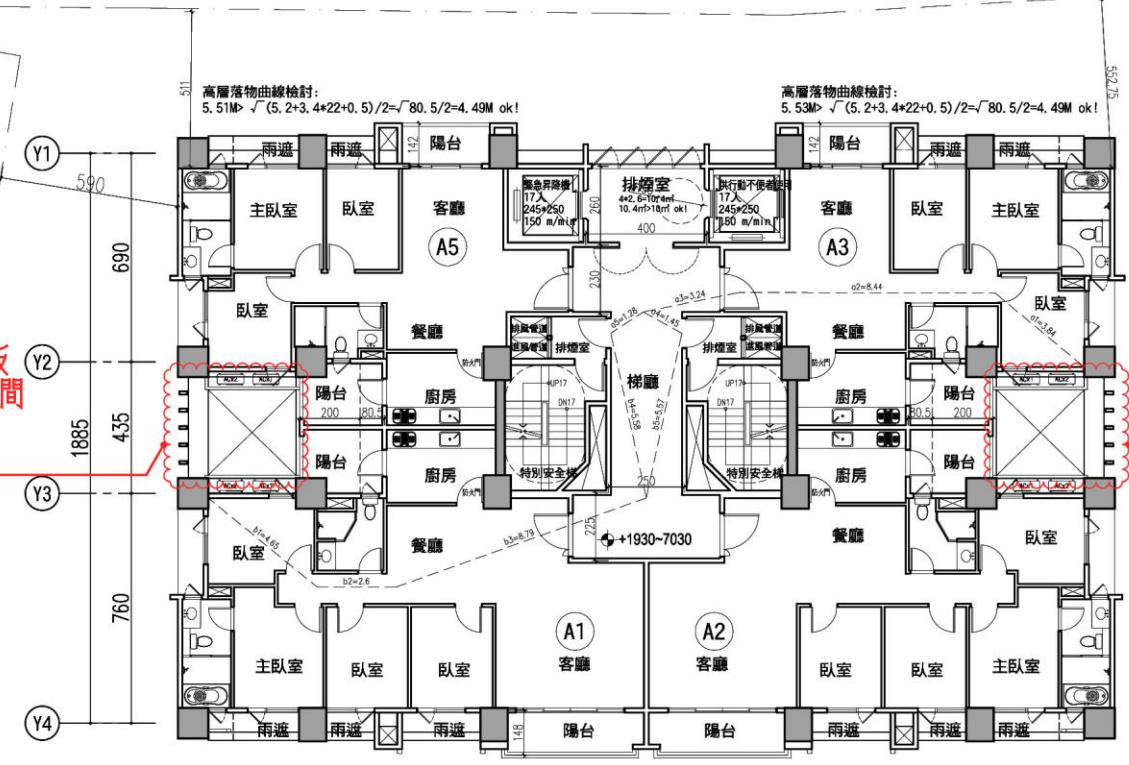 高層落物曲線檢討:
5.51M> √(5.2+3.4*22+0.5)/2=√80.5/2=4.49M ok!
高層落物曲線檢討:
5.53M> √(5.2+3.4*22+0.5)/2=√80.5/2=4.49M ok!
511
552.75
Y1
590
雨遮
雨遮
142
陽台
142
陽台
雨遮
雨遮
主臥室
臥室
客廳
A5
緊急昇降機
17人
245*250
150 m/min
260
排煙室
4*2.6=10.4㎡
10.4㎡>10㎡ ok!
400
供行動不便者使用
17人
245*250
150 m/min
客廳
A3
臥室
主臥室
690
230
臥室
餐廳
排風管道
進風管道
排煙室
a5=1.28
a4=1.45
a3=3.24
a2=8.44
a1=3.84
排煙室
排風管道
進風管道
餐廳
臥室
Y2
間
防火門
防火門
陽台
200
80.5
廚房
UP17
DN17
梯廳
b4=5.58
b5=5.57
UP17
DN17
廚房
80.5
200
陽台
1885
435
陽台
廚房
防火門
特別安全梯
250
特別安全梯
防火門
廚房
陽台
Y3
b1=4.65
臥室
餐廳
b3=8.79
b2=2.6
225
+1930~7030
餐廳
臥室
760
主臥室
臥室
臥室
A1
客廳
A2
客廳
臥室
臥室
主臥室
Y4
雨遮
雨遮
148
陽台
陽台
雨遮
雨遮